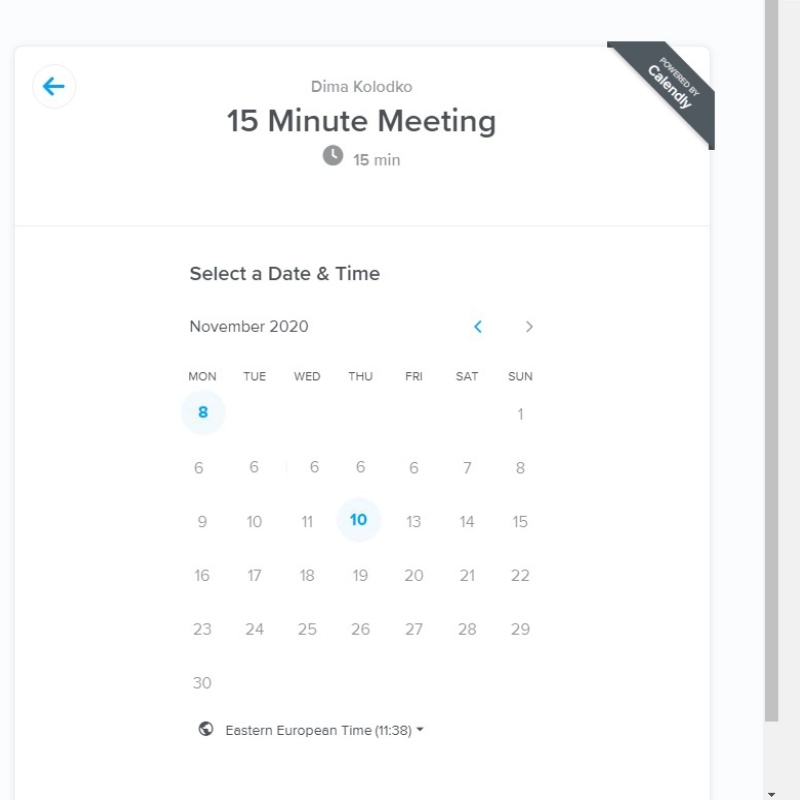 POWERED BY
Calendly
Dima Kolodko
15 Minute Meeting
15 min
Select a Date & Time
November 2020
MON TUE WED THU FRI SAT SUN
8 1
6 6 6 6 6 7 8
9 10 11 10 13 14 15
16 17 18 19 20 21 22
23 24 25 26 27 28 29
30
Eastern European Time (11:38)